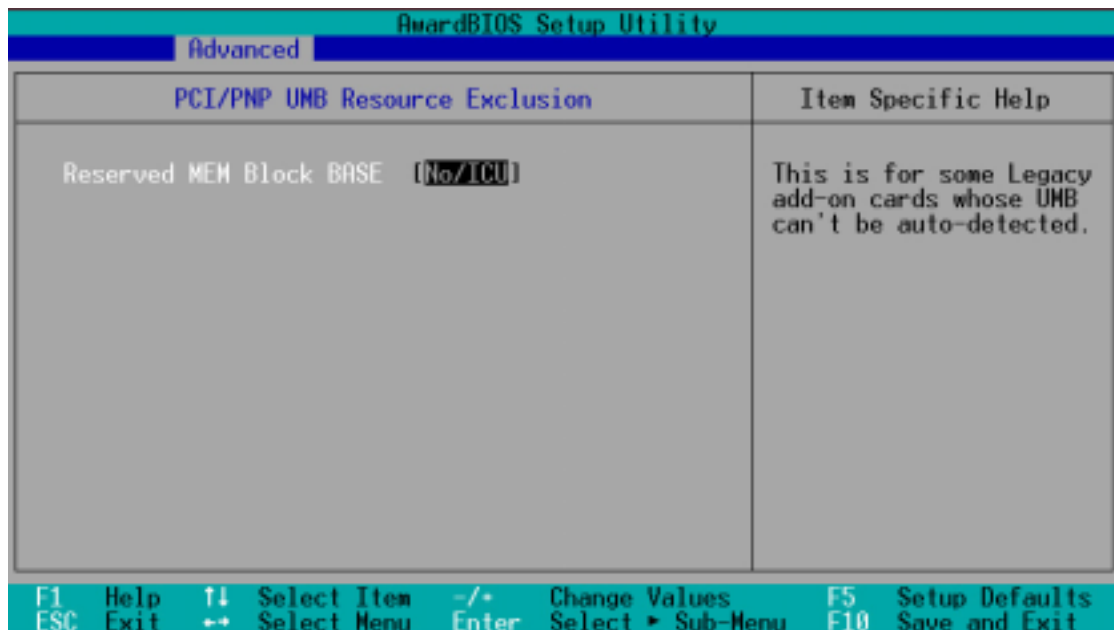 AwardBIOS Setup Utility
Advanced
PCI/PNP UMB Resource Exclusion
Item Specific Help
Reserved MEM Block BASE [No/ICU]
This is for some Legacy
add-on cards whose UMB
can't be auto-detected.
F1 Help ↑↓ Select Item -/+ Change Values F5 Setup Defaults
ESC Exit ←→ Select Menu Enter Select ► Sub-Menu F10 Save and Exit